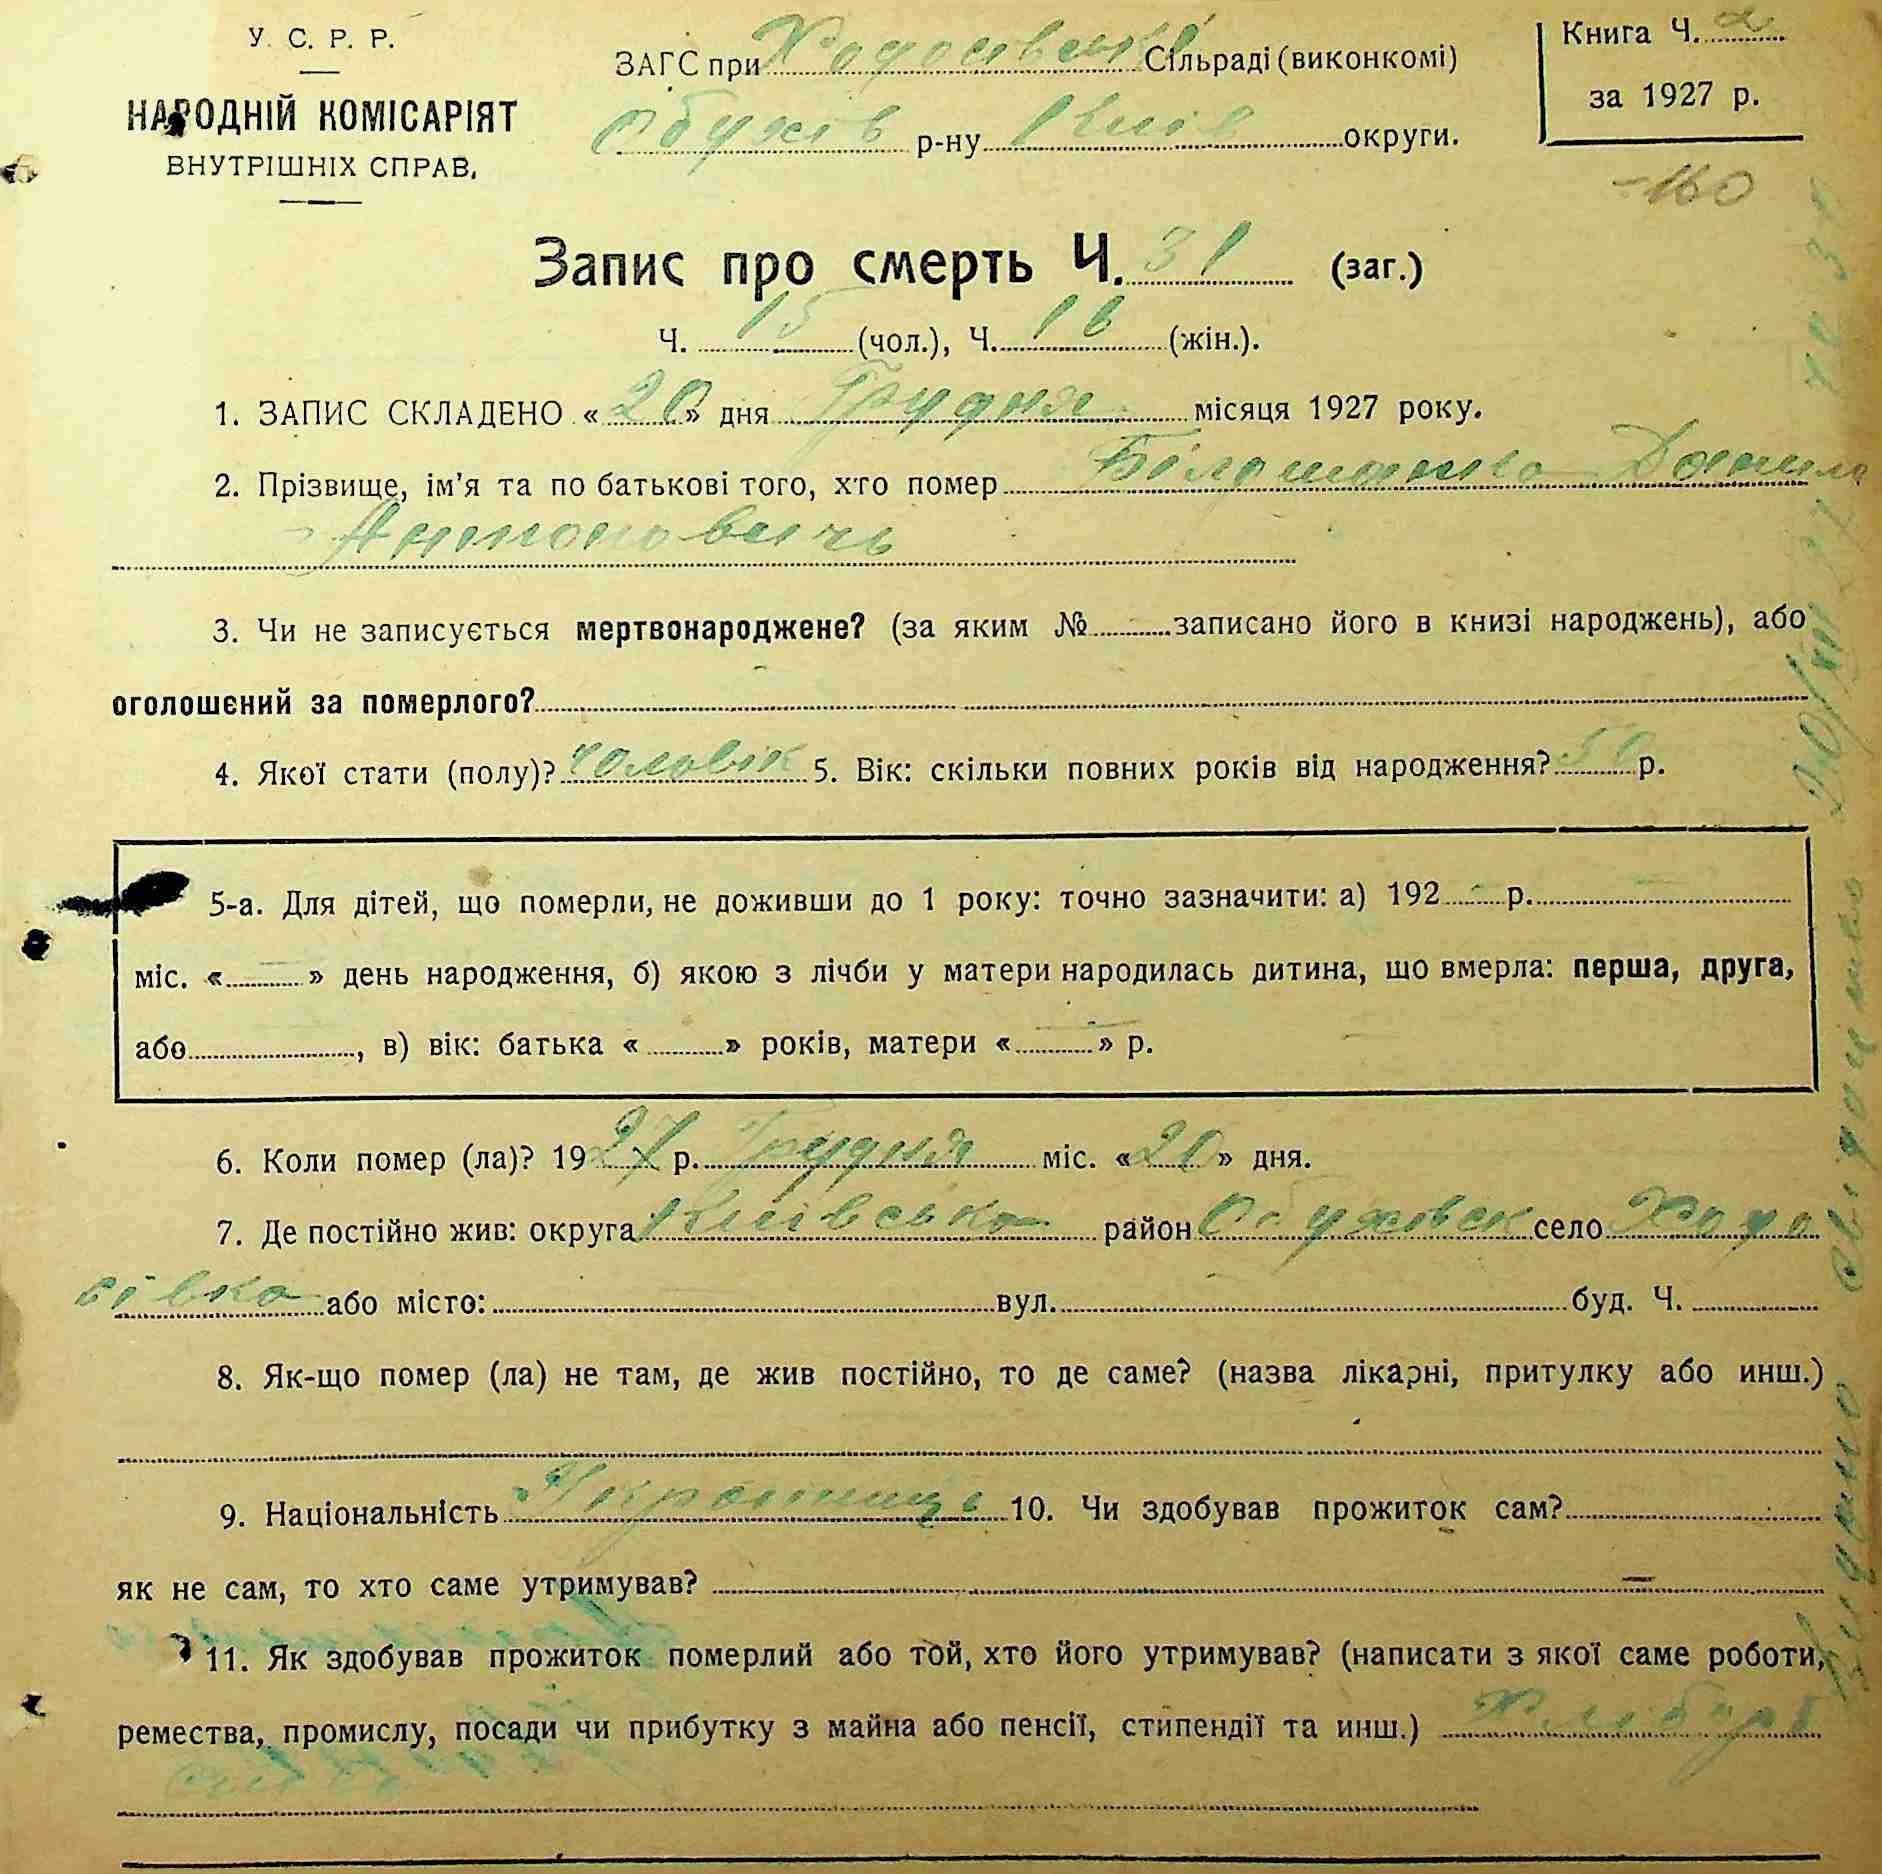 У. С. Р. Р.
НАРОДНІЙ КОМІСАРІЯТ
ВНУТРІШНІХ СПРАВ.
ЗАГС при Ходосівські Сільраді (виконкомі)
Обухів р-ну Київ округи.
Книга Ч. 2
за 1927 р.
160
Запис про смерть Ч. 31 (заг.)
Ч. 15 (чол.), Ч. 16 (жін.).
1. ЗАПИС СКЛАДЕНО «20» дня Грудня місяця 1927 року.
2. Прізвище, ім'я та по батькові того, хто помер Білашенко Данило
Антонович
3. Чи не записується мертвонароджене? (за яким № записано його в книзі народжень), або
оголошений за померлого?
4. Якої стати (полу)? чоловік 5. Вік: скільки повних років від народження? 50 р.
5-а. Для дітей, що померли, не доживши до 1 року: точно зазначити: а) 192 р.
міс. « » день народження, б) якою з лічби у матери народилась дитина, що вмерла: перша, друга,
або , в) вік: батька « » років, матери « » р.
6. Коли помер (ла)? 1927 р. Грудня міс. «20» дня.
7. Де постійно жив: округа Київська район Обуховск село Ходо
сівка або місто: вул. буд. Ч.
8. Як-що помер (ла) не там, де жив постійно, то де саме? (назва лікарні, притулку або инш.)
9. Національність Українець 10. Чи здобував прожиток сам?
як не сам, то хто саме утримував?
11. Як здобував прожиток померлий або той, хто його утримував? (написати з якої саме роботи,
ремества, промислу, посади чи прибутку з майна або пенсії, стипендії та инш.) Хлібороб